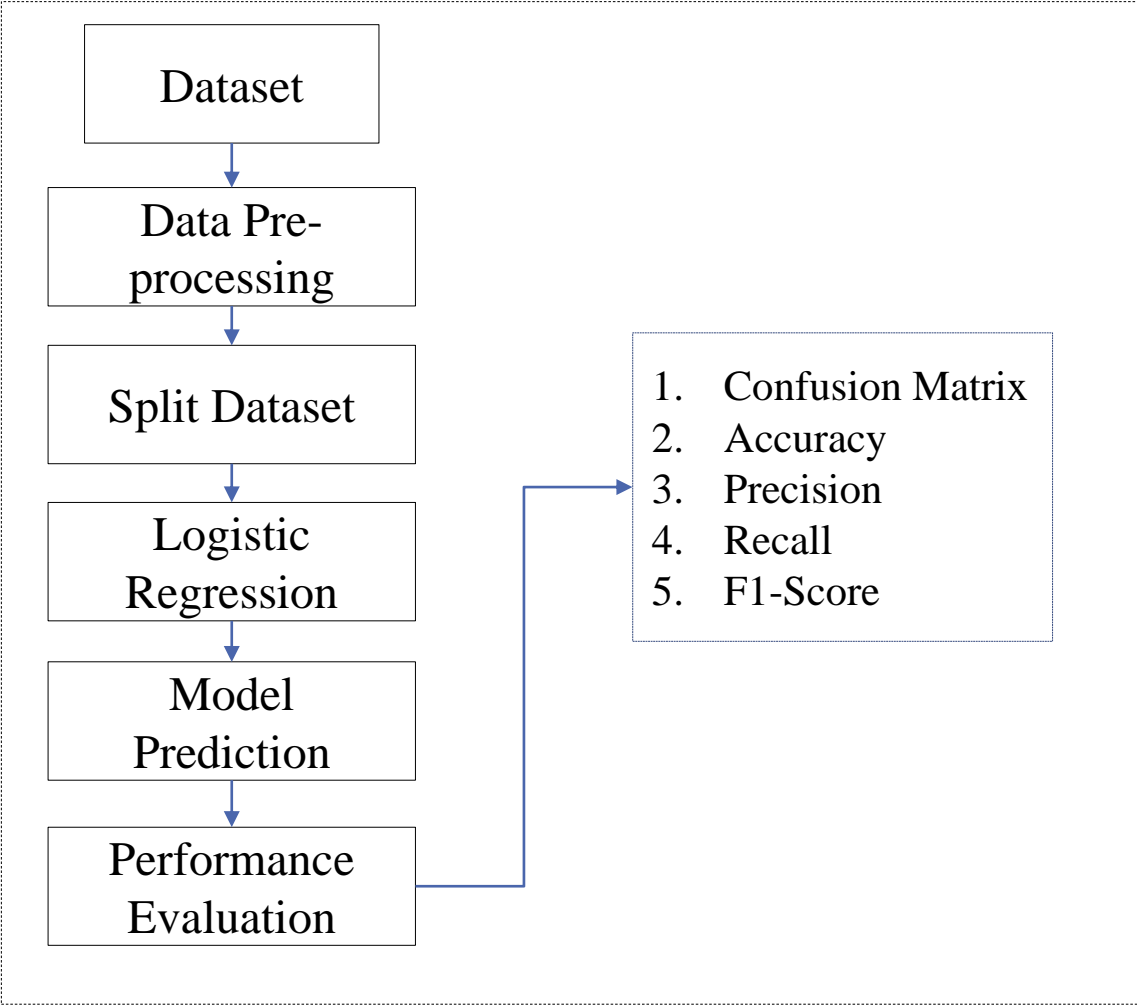 Dataset
Data Pre-
processing
Split Dataset
Logistic
Regression
Model
Prediction
Performance
Evaluation
1. Confusion Matrix
2. Accuracy
3. Precision
4. Recall
5. F1-Score